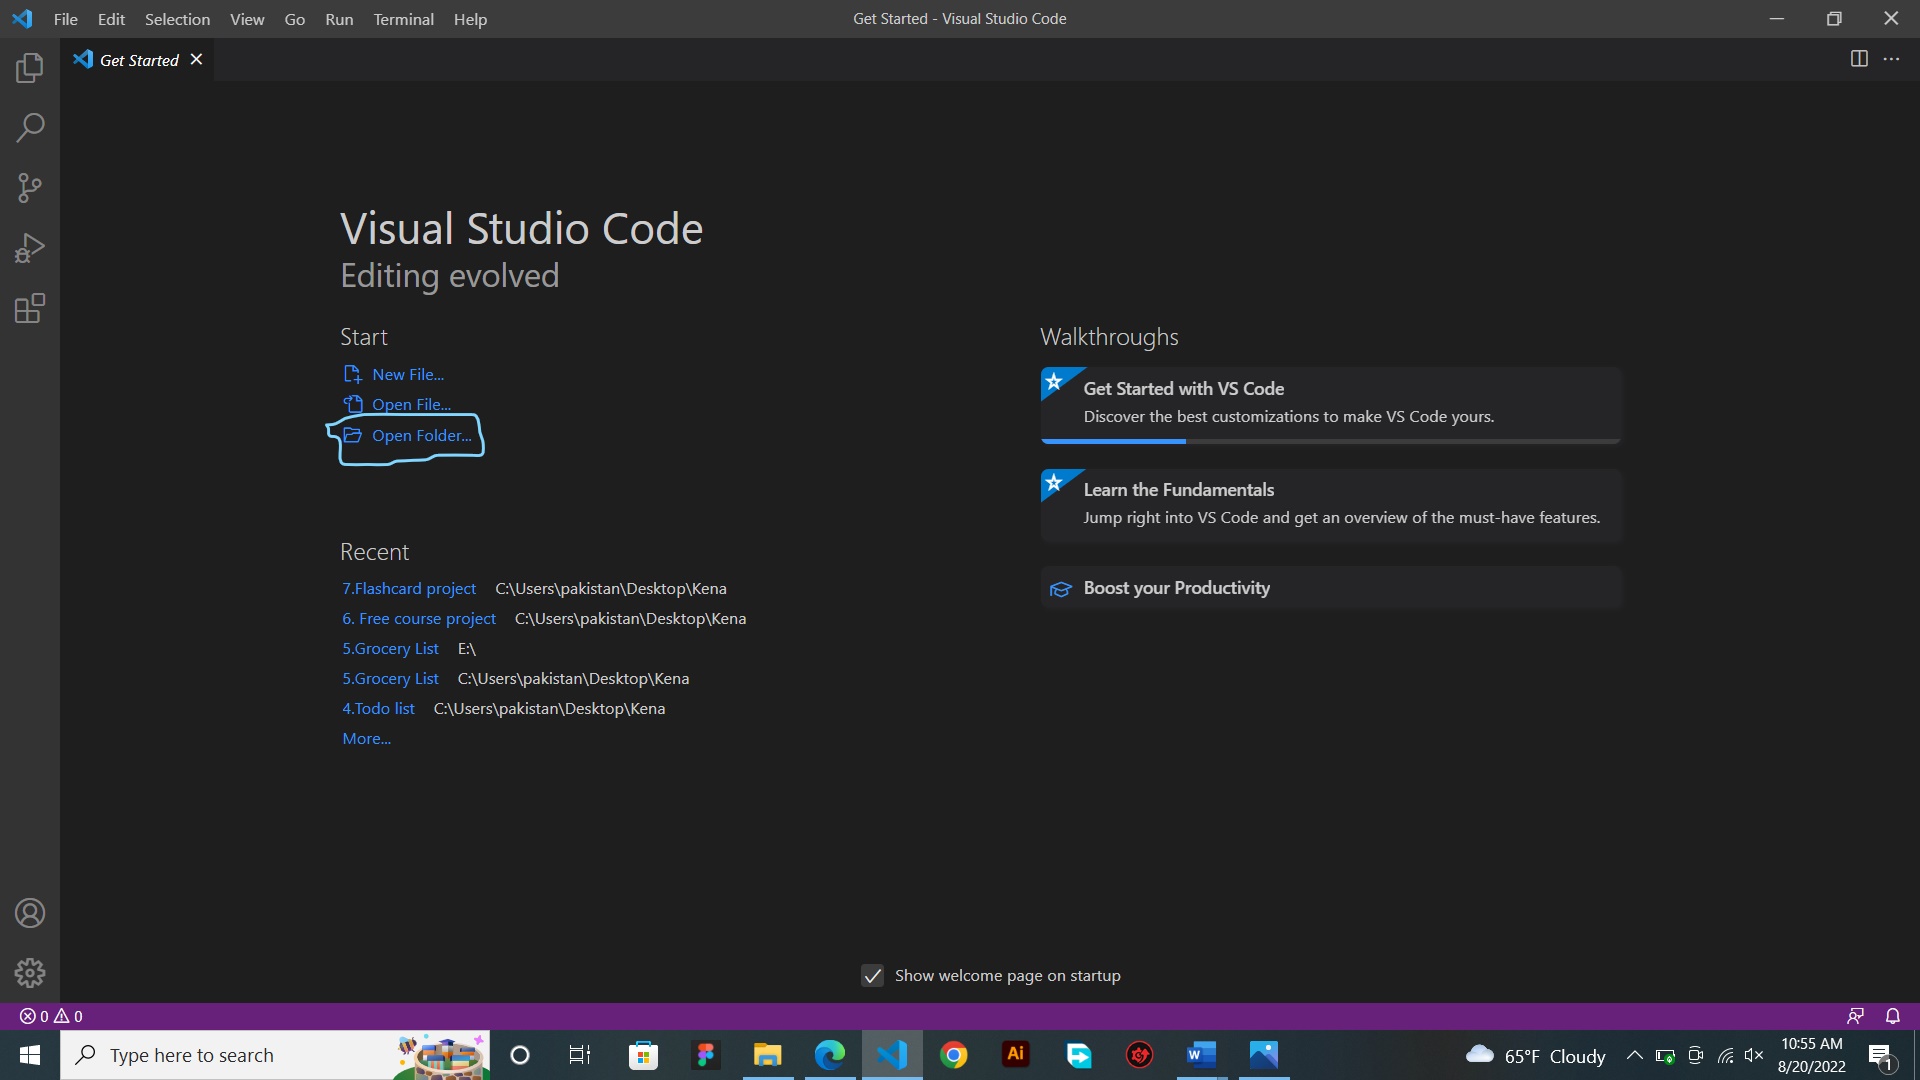 File Edit Selection View Go Run Terminal Help
Get Started - Visual Studio Code
Get Started
Visual Studio Code
Editing evolved
Start
New File...
Open File...
Open Folder...
Recent
7.Flashcard project C:\Users\pakistan\Desktop\Kena
6. Free course project C:\Users\pakistan\Desktop\Kena
5.Grocery List E:\
5.Grocery List C:\Users\pakistan\Desktop\Kena
4.Todo list C:\Users\pakistan\Desktop\Kena
More...
Walkthroughs
Get Started with VS Code
Discover the best customizations to make VS Code yours.
Learn the Fundamentals
Jump right into VS Code and get an overview of the must-have features.
Boost your Productivity
Show welcome page on startup
0 0
Type here to search
Ai
W
65°F Cloudy
10:55 AM
8/20/2022
1